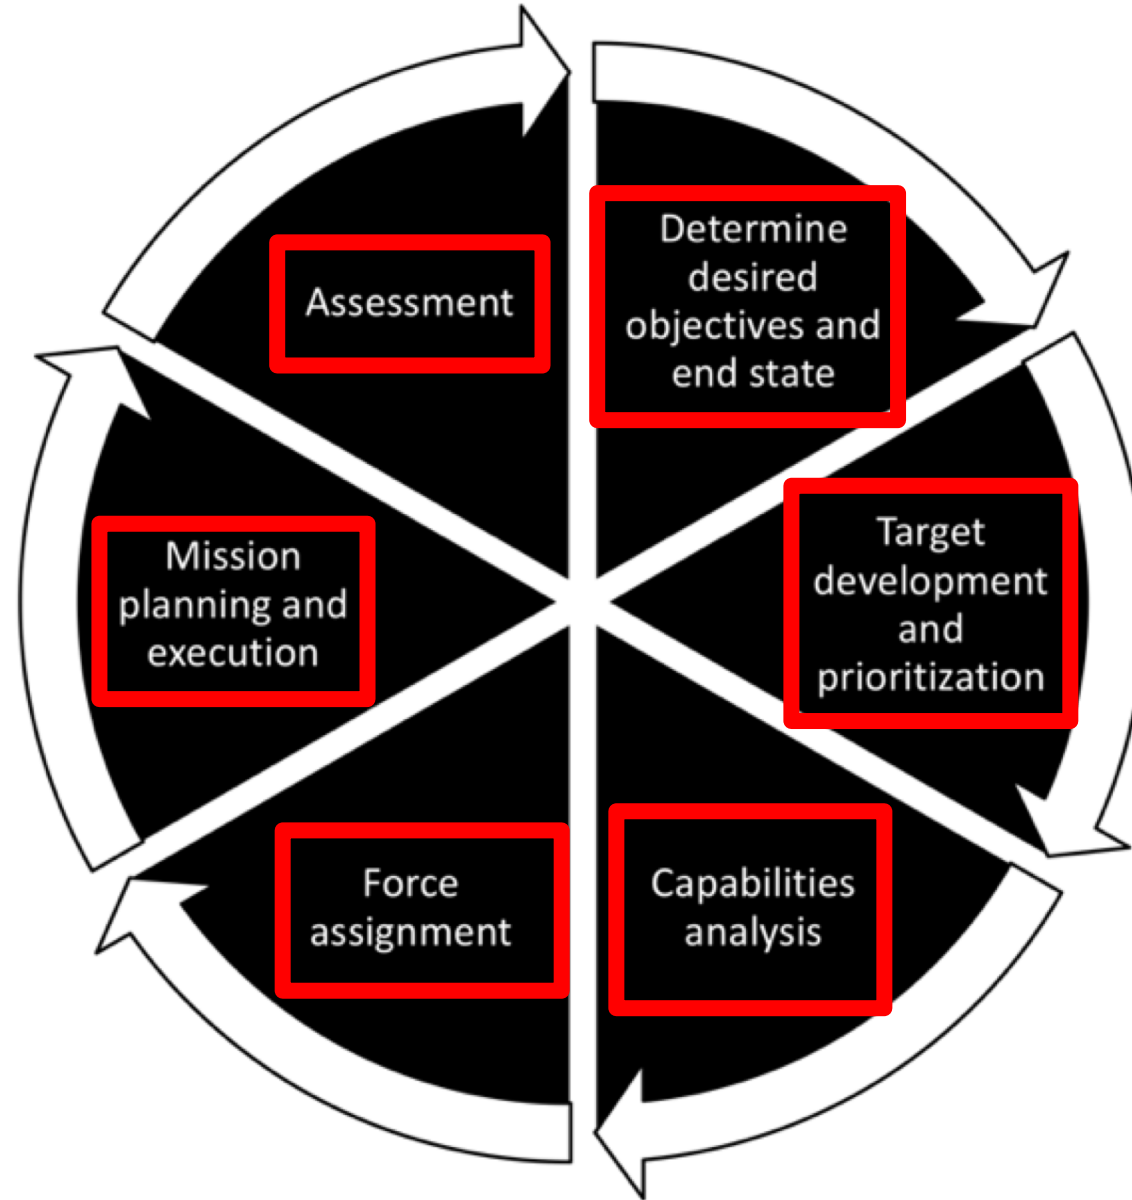 Determine
desired
objectives and
end state
Target
development
and
prioritization
Capabilities
analysis
Force
assignment
Mission
planning and
execution
Assessment